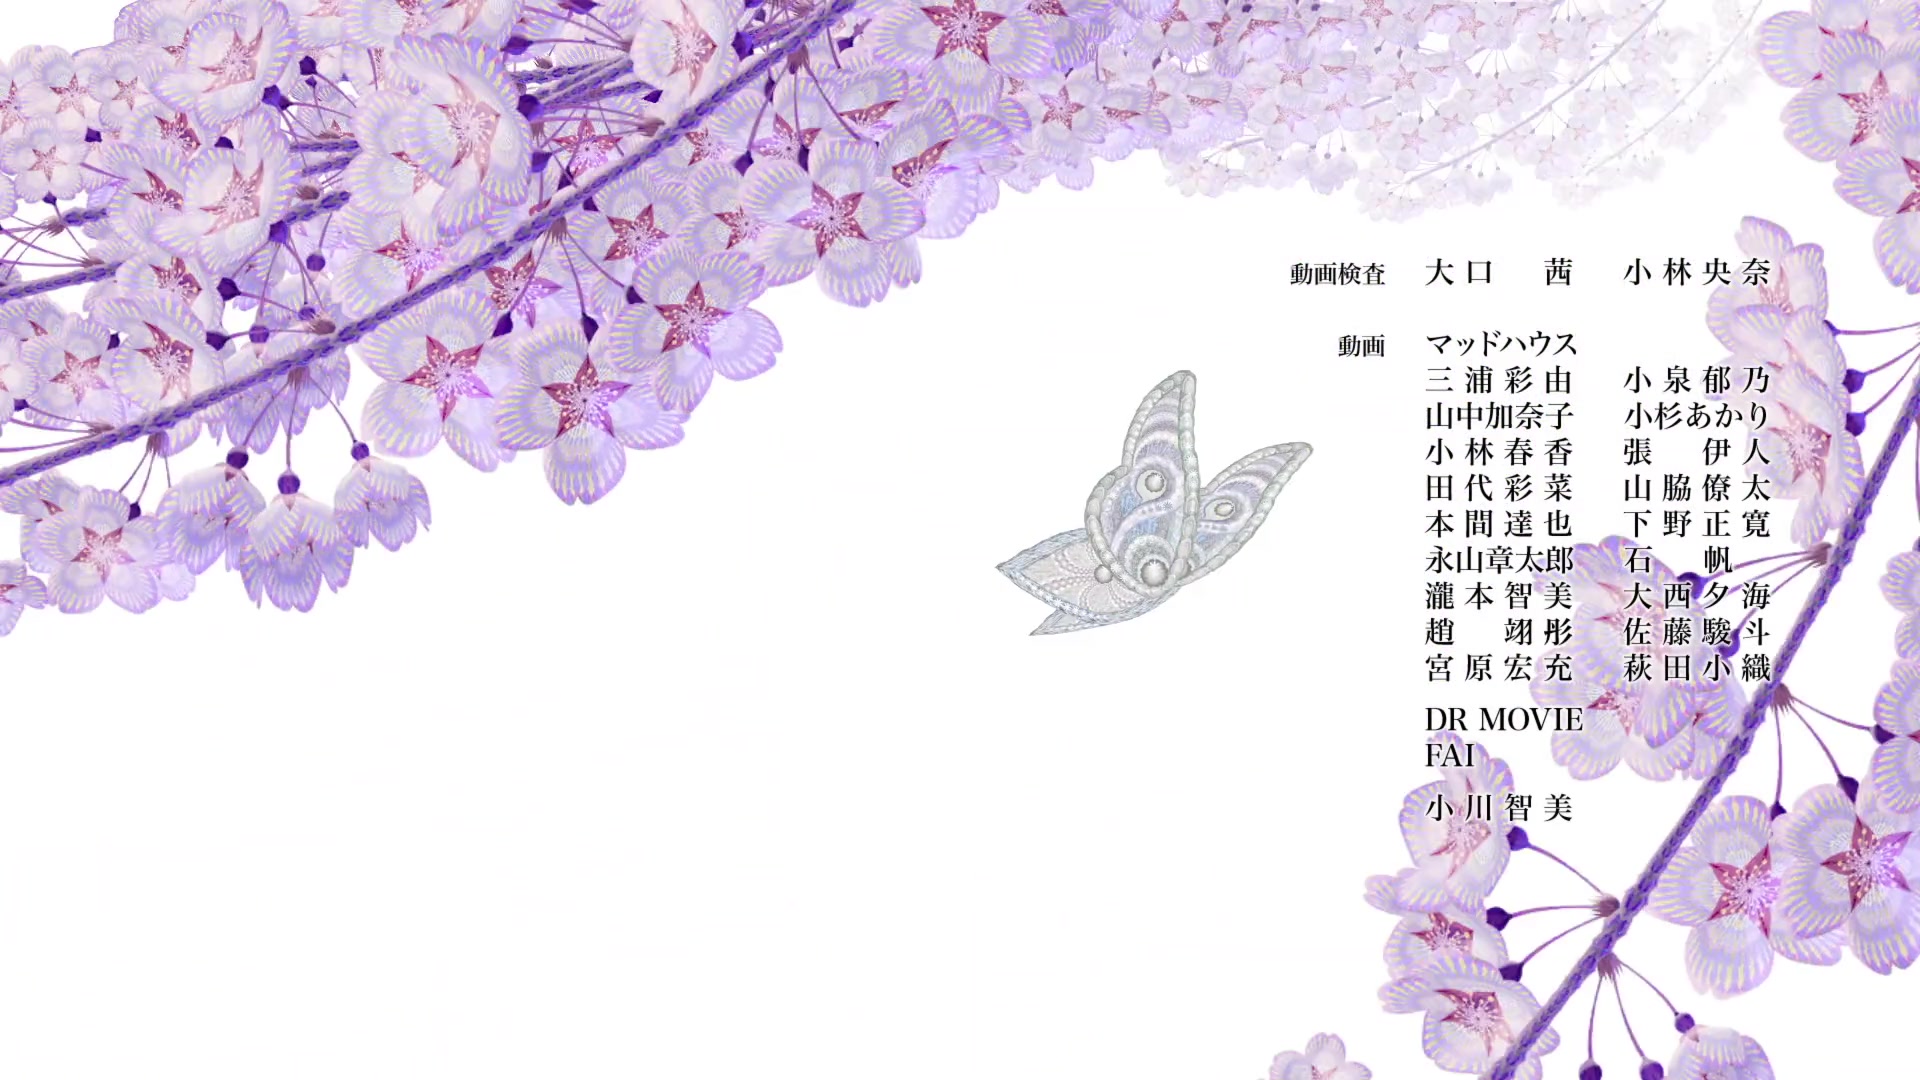 動画検査 大口 茜 小林央奈
動画 マッドハウス
三浦彩由 小泉郁乃
山中加奈子 小杉あかり
小林春香 張 伊人
田代彩菜 山脇僚太
本間達也 下野正寛
永山章太郎 石 帆
瀧本智美 大西夕海
趙 翊彤 佐藤駿斗
宮原宏充 萩田小織
DR MOVIE
FAI
小川智美